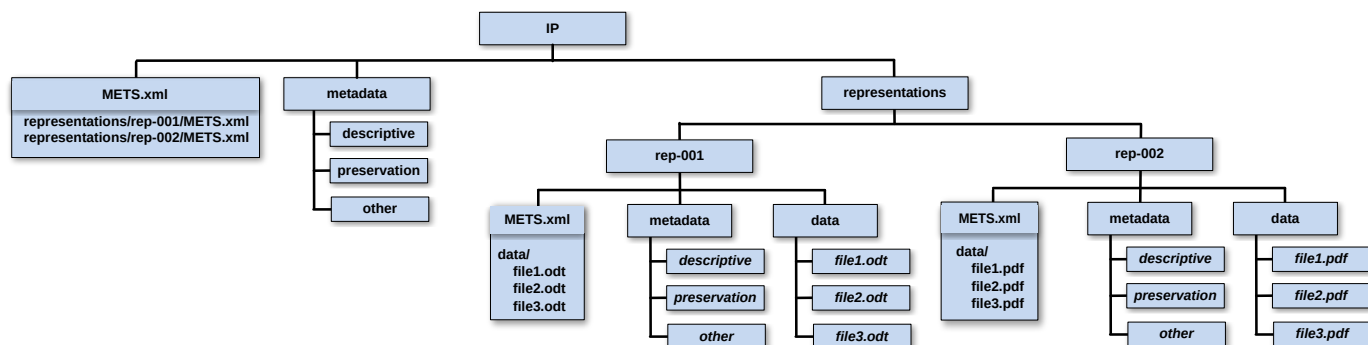 IP
METS.xml
representations/rep-001/METS.xml
representations/rep-002/METS.xml
metadata
descriptive
preservation
other
representations
rep-001
METS.xml
data/
file1.odt
file2.odt
file3.odt
metadata
descriptive
preservation
other
data
file1.odt
file2.odt
file3.odt
rep-002
METS.xml
data/
file1.pdf
file2.pdf
file3.pdf
metadata
descriptive
preservation
other
data
file1.pdf
file2.pdf
file3.pdf